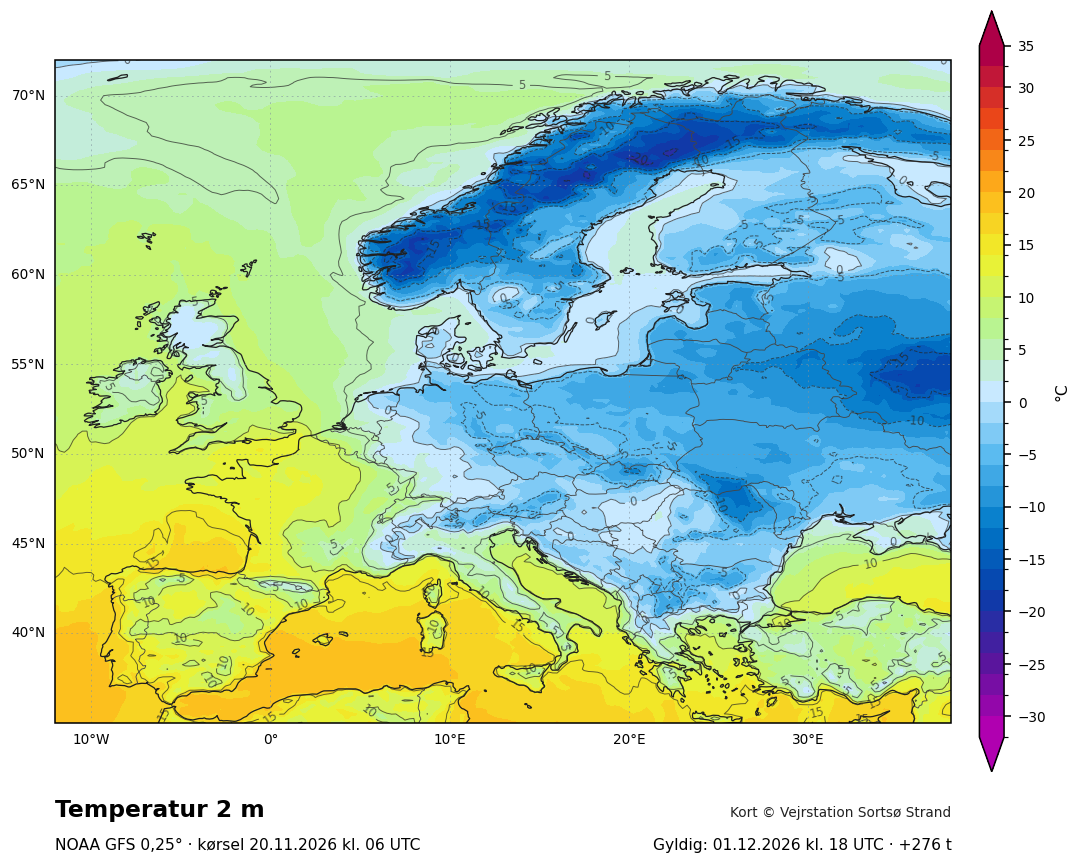 70°N
65°N
60°N
55°N
50°N
45°N
40°N
10°W
0°
10°E
20°E
30°E
35
30
25
20
15
10
5
0
−5
−10
−15
−20
−25
−30
°C
Temperatur 2 m
Kort © Vejrstation Sortsø Strand
NOAA GFS 0,25° · kørsel 20.11.2026 kl. 06 UTC
Gyldig: 01.12.2026 kl. 18 UTC · +276 t